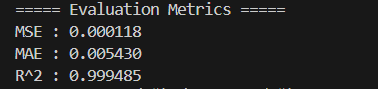 ===== Evaluation Metrics =====
MSE : 0.000118
MAE : 0.005430
R^2 : 0.999485